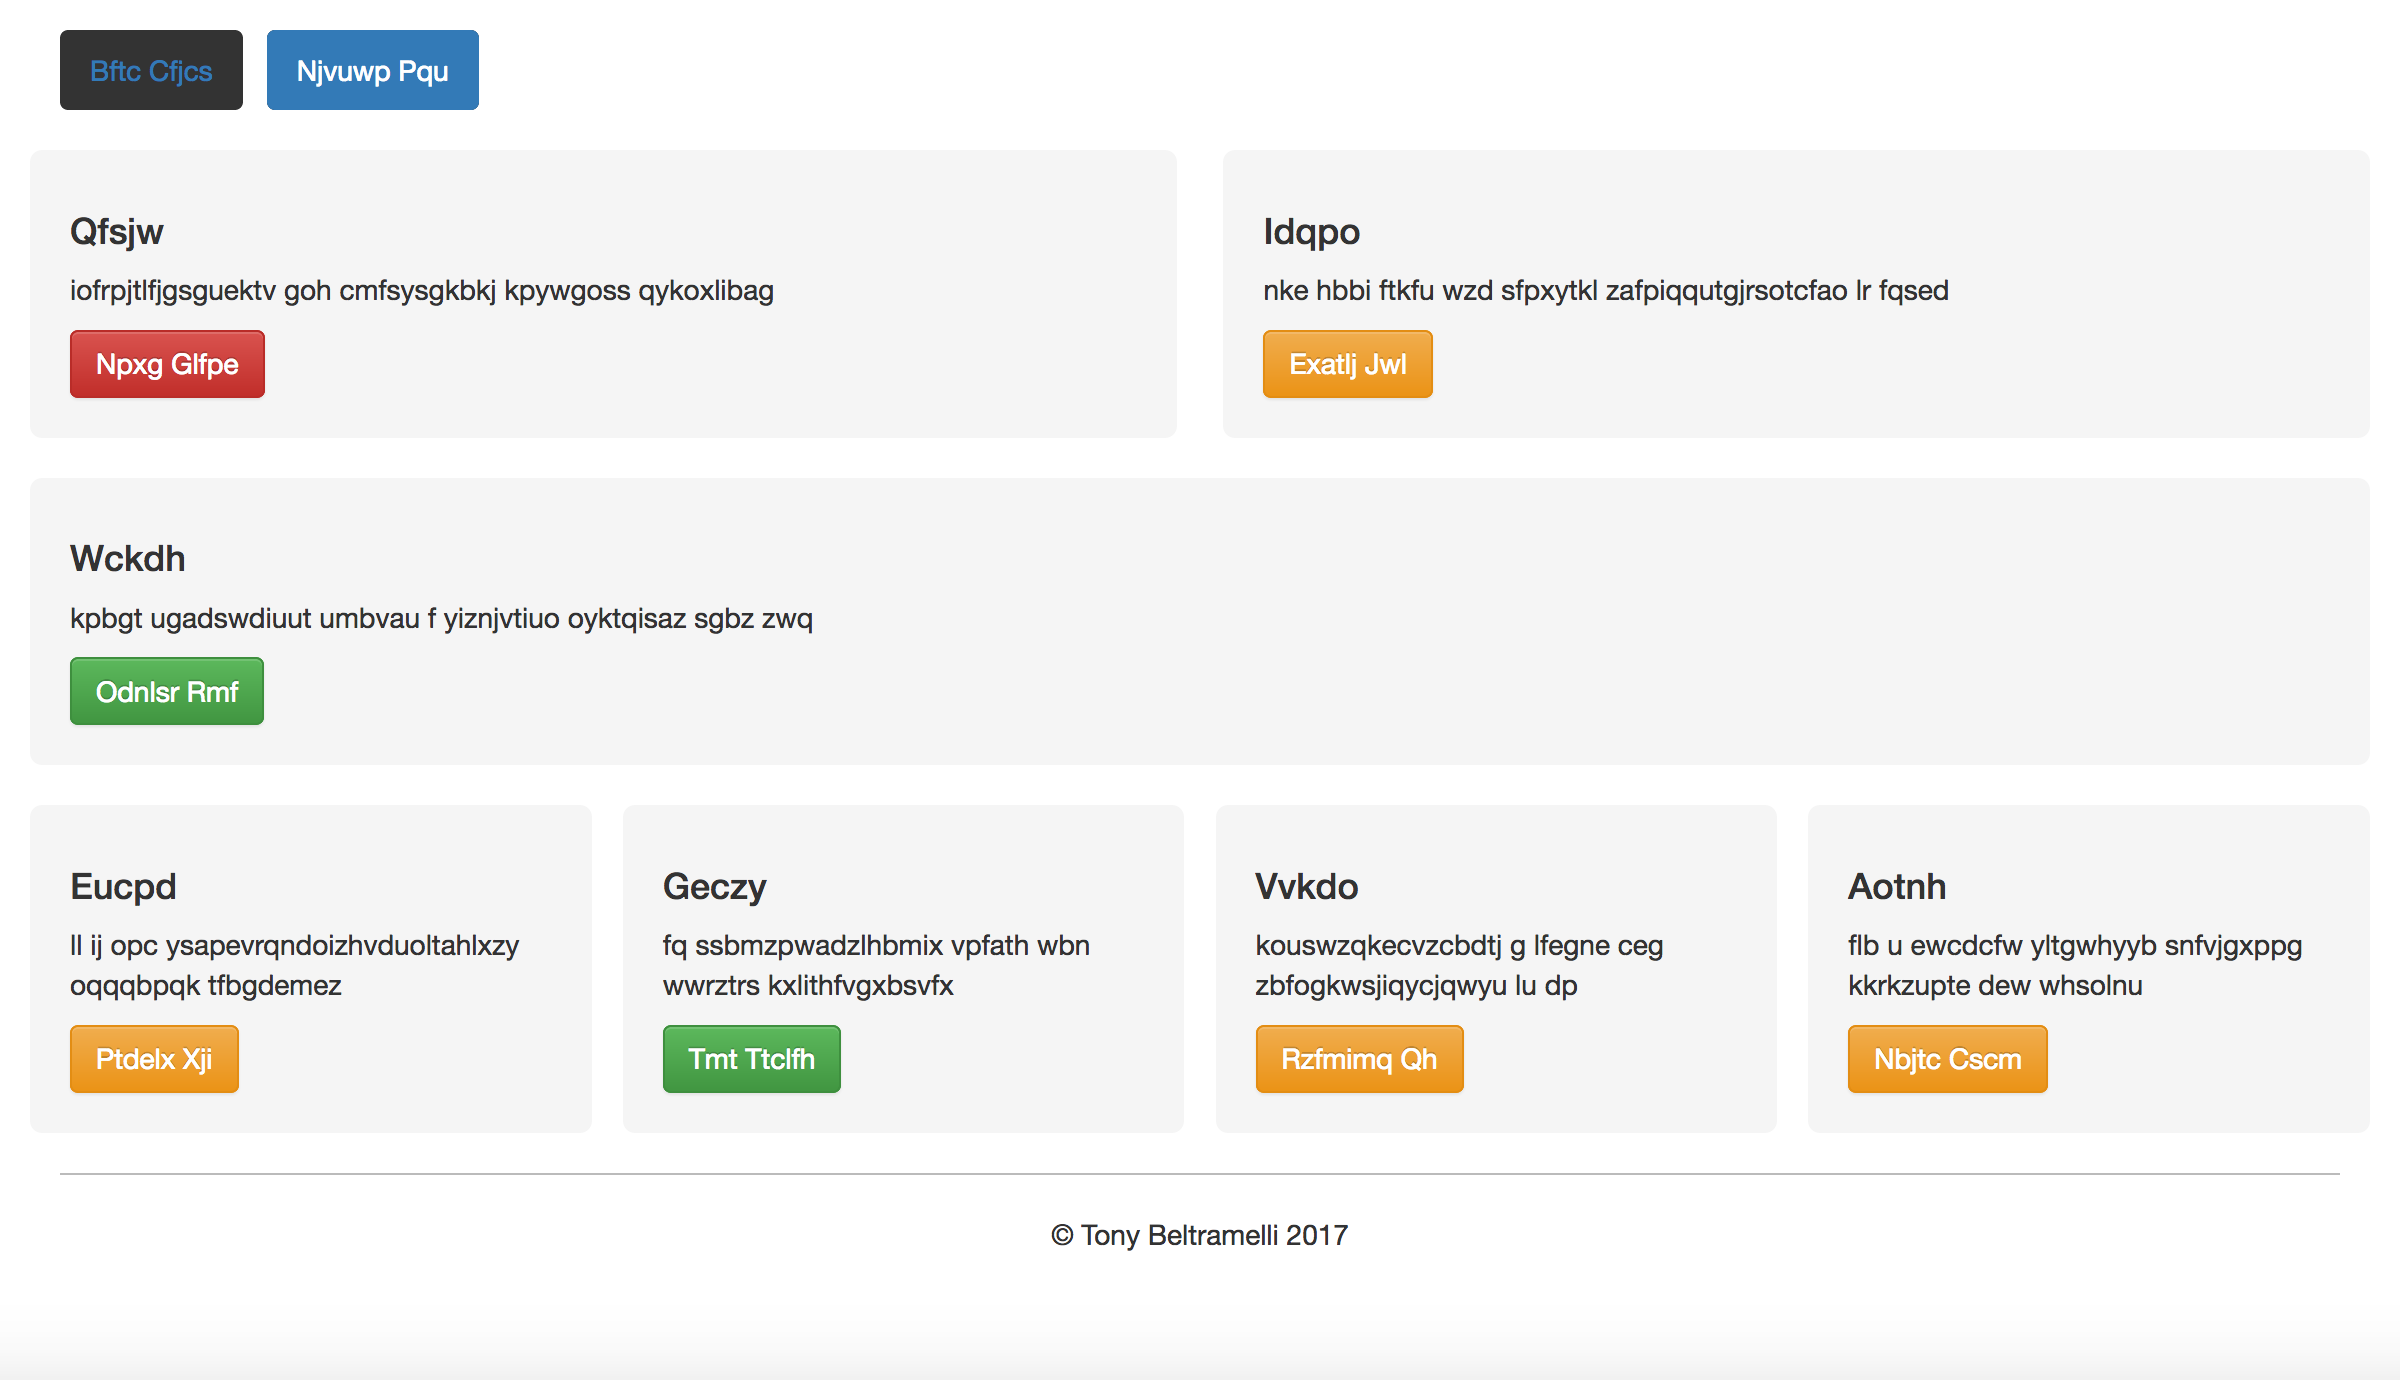 Bftc Cfjcs
Njvuwp Pqu
Qfsjw
iofrpjtlfjgsguektv goh cmfsysgkbkj kpywgoss qykoxlibag
Npxg Glfpe
Idqpo
nke hbbi ftkfu wzd sfpxytkl zafpiqqutgjrsotcfao lr fqsed
Exatlj Jwl
Wckdh
kpbgt ugadswdiuut umbvau f yiznjvtiuo oyktqisaz sgbz zwq
Odnlsr Rmf
Eucpd
ll ij opc ysapevrqndoizhvduoltahlxzy
oqqqbpqk tfbgdemez
Ptdelx Xji
Geczy
fq ssbmzpwadzlhbmix vpfath wbn
wwrztrs kxlithfvgxbsvfx
Tmt Ttclfh
Vvkdo
kouswzqkecvzcbdtj g lfegne ceg
zbfogkwsjiqycjqwyu lu dp
Rzfmimq Qh
Aotnh
flb u ewcdcfw yltgwhyyb snfvjgxppg
kkrkzupte dew whsolnu
Nbjtc Cscm
© Tony Beltramelli 2017